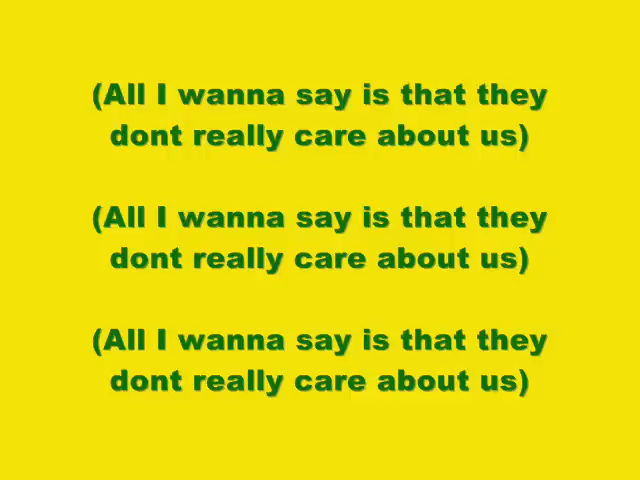 (All I wanna say is that they
dont really care about us)
(All I wanna say is that they
dont really care about us)
(All I wanna say is that they
dont really care about us)